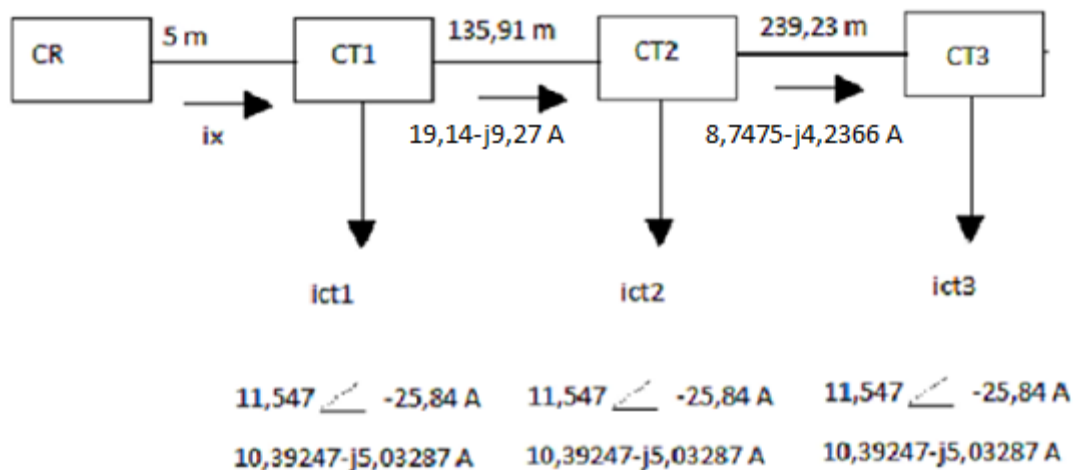 CR
5 m
CT1
135,91 m
CT2
239,23 m
CT3
ix
19,14-j9,27 A
8,7475-j4,2366 A
ict1
ict2
ict3
11,547 -25,84 A
11,547 -25,84 A
11,547 -25,84 A
10,39247-j5,03287 A
10,39247-j5,03287 A
10,39247-j5,03287 A